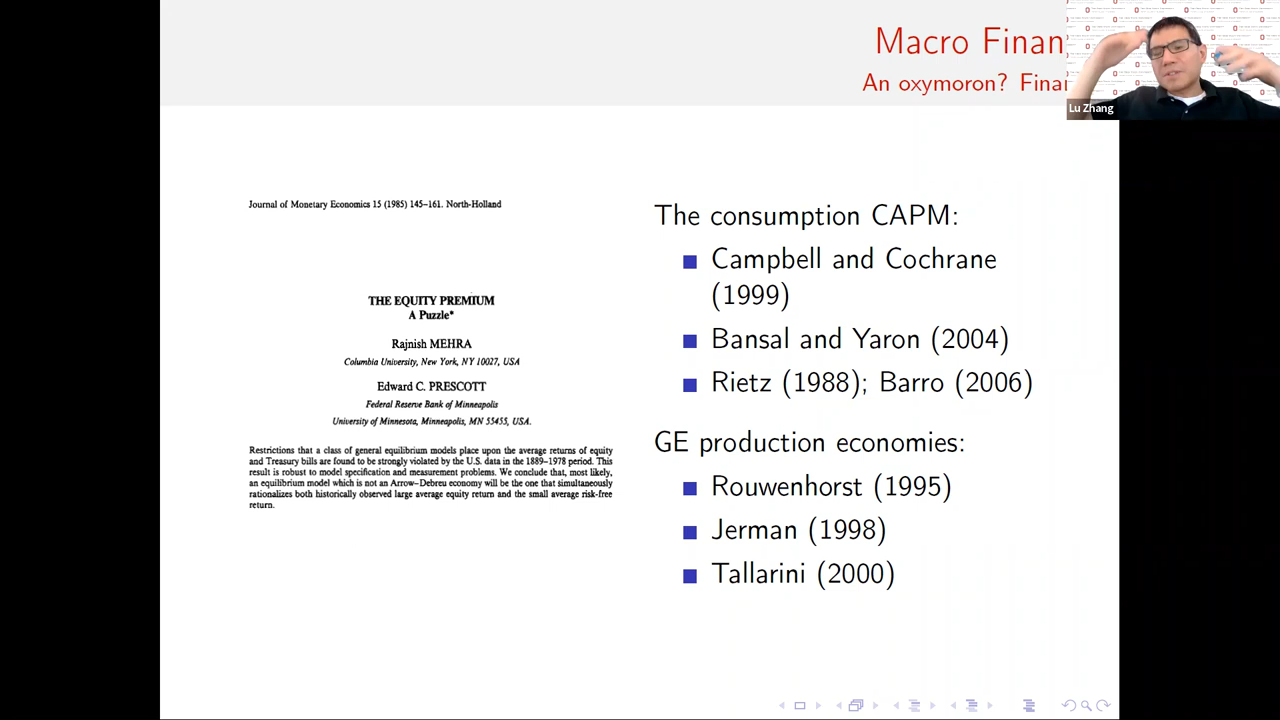 Macro Finan
An oxymoron? Finan
Lu Zhang
Journal of Monetary Economics 15 (1985) 145–161. North-Holland
THE EQUITY PREMIUM
A Puzzle*
Rajnish MEHRA
Columbia University, New York, NY 10027, USA
Edward C. PRESCOTT
Federal Reserve Bank of Minneapolis
University of Minnesota, Minneapolis, MN 55455, USA.
Restrictions that a class of general equilibrium models place upon the average returns of equity
and Treasury bills are found to be strongly violated by the U.S. data in the 1889–1978 period. This
result is robust to model specification and measurement problems. We conclude that, most likely,
an equilibrium model which is not an Arrow–Debreu economy will be the one that simultaneously
rationalizes both historically observed large average equity return and the small average risk-free
return.
The consumption CAPM:
Campbell and Cochrane
(1999)
Bansal and Yaron (2004)
Rietz (1988); Barro (2006)
GE production economies:
Rouwenhorst (1995)
Jerman (1998)
Tallarini (2000)